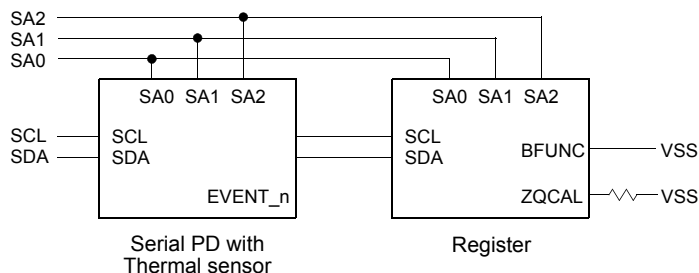 SA2
SA1
SA0
SA0 SA1 SA2
SA0 SA1 SA2
SCL
SDA
SCL
SDA
EVENT_n
SCL
SDA
BFUNC
VSS
ZQCAL
VSS
Serial PD with
Thermal sensor
Register